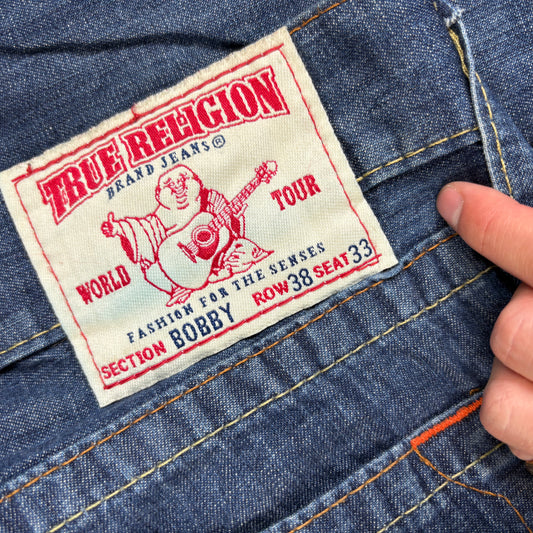 TRUE RELIGION
BRAND JEANS®
WORLD TOUR
FASHION FOR THE SENSES
SECTION BOBBY ROW 38 SEAT 33